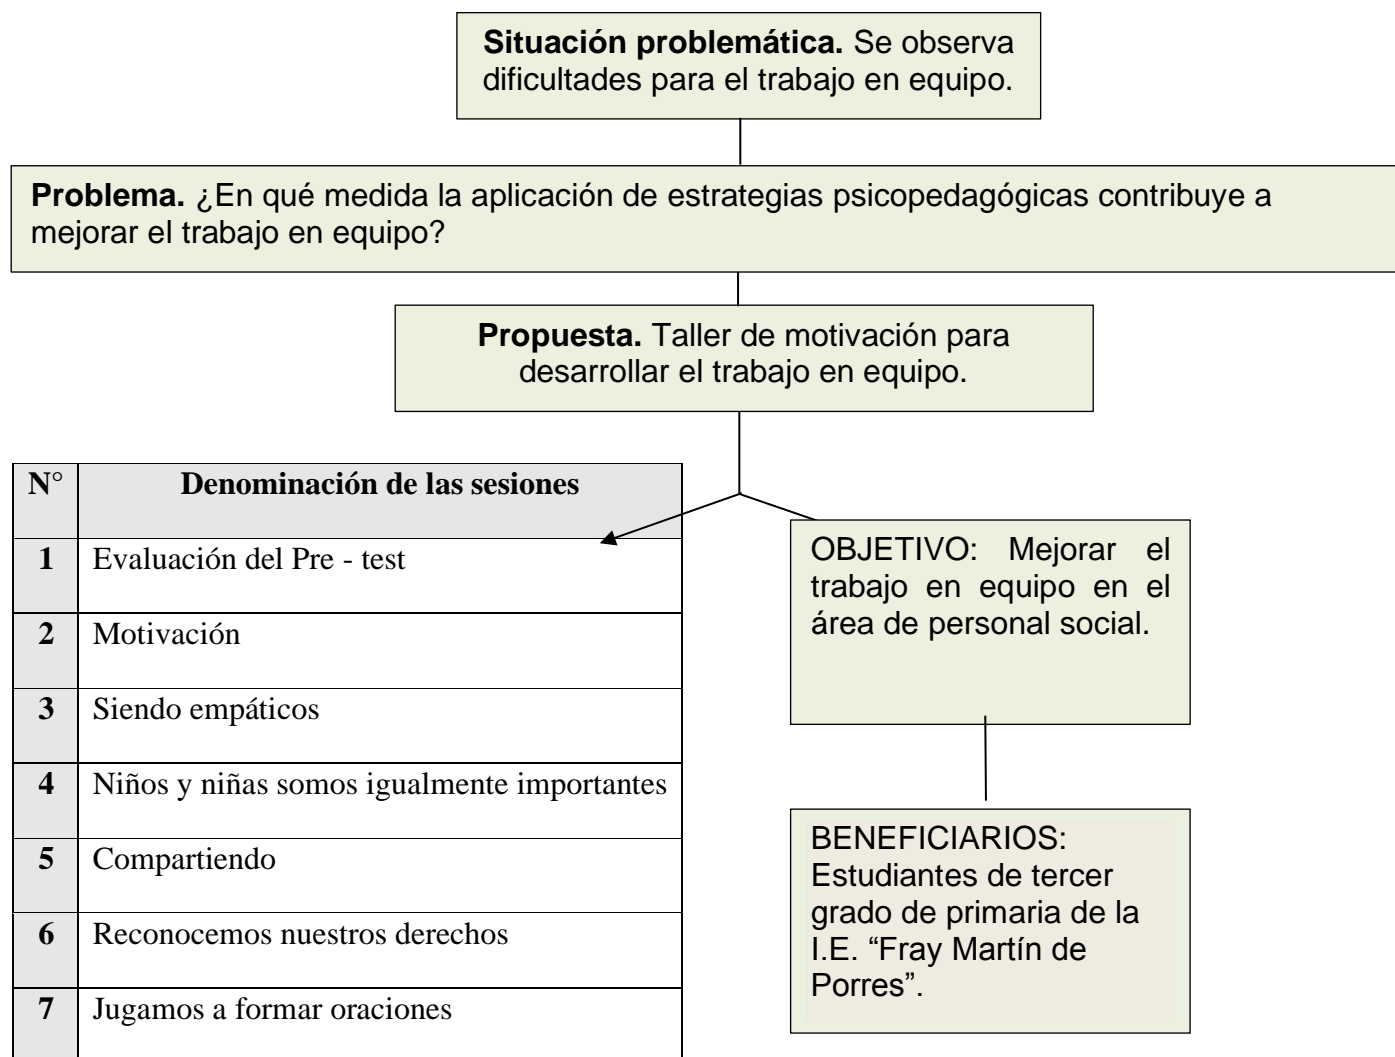 Situación problemática. Se observa
dificultades para el trabajo en equipo.
Problema. ¿En qué medida la aplicación de estrategias psicopedagógicas contribuye a
mejorar el trabajo en equipo?
Propuesta. Taller de motivación para
desarrollar el trabajo en equipo.
N° Denominación de las sesiones
1 Evaluación del Pre - test
2 Motivación
3 Siendo empáticos
4 Niños y niñas somos igualmente importantes
5 Compartiendo
6 Reconocemos nuestros derechos
7 Jugamos a formar oraciones
OBJETIVO: Mejorar el
trabajo en equipo en el
área de personal social.
BENEFICIARIOS:
Estudiantes de tercer
grado de primaria de la
I.E. “Fray Martín de
Porres”.